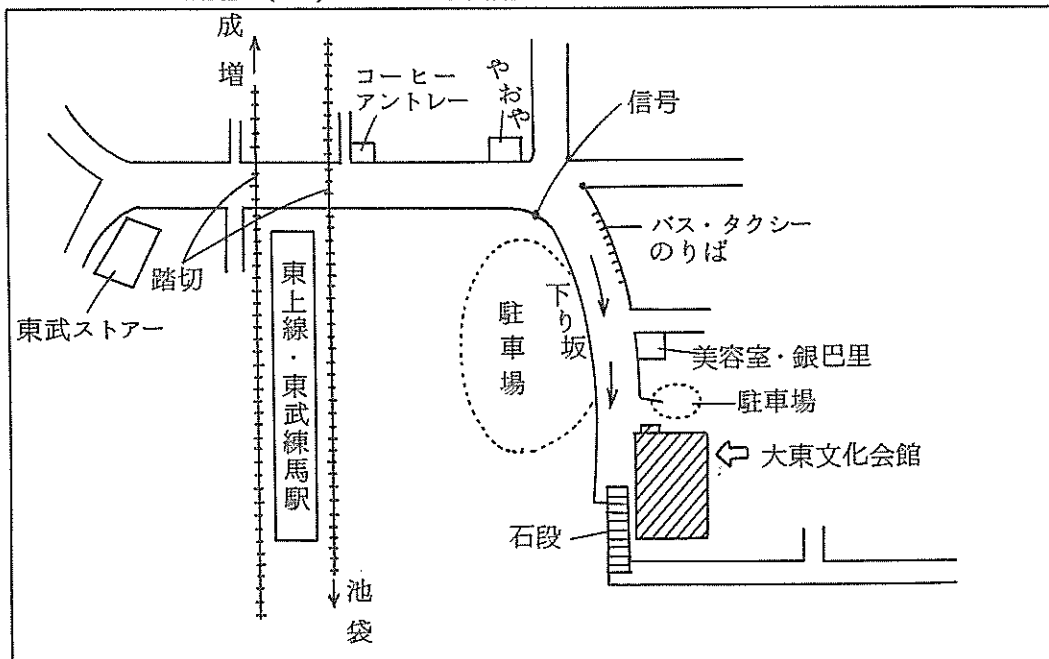 成増
コーヒー
アントレー
やおや
信号
バス・タクシー
のりば
踏切
東武ストアー
東上線・東武練馬駅
駐車場
下り坂
美容室・銀巴里
駐車場
大東文化会館
石段
池袋